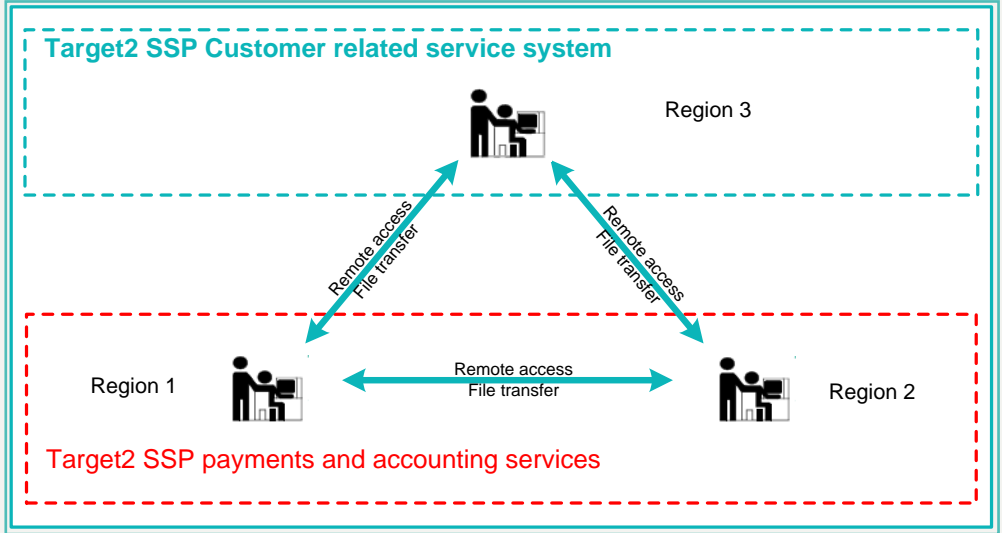 Target2 SSP Customer related service system
Region 3
Remote access
File transfer
Remote access
File transfer
Region 1
Remote access
File transfer
Region 2
Target2 SSP payments and accounting services